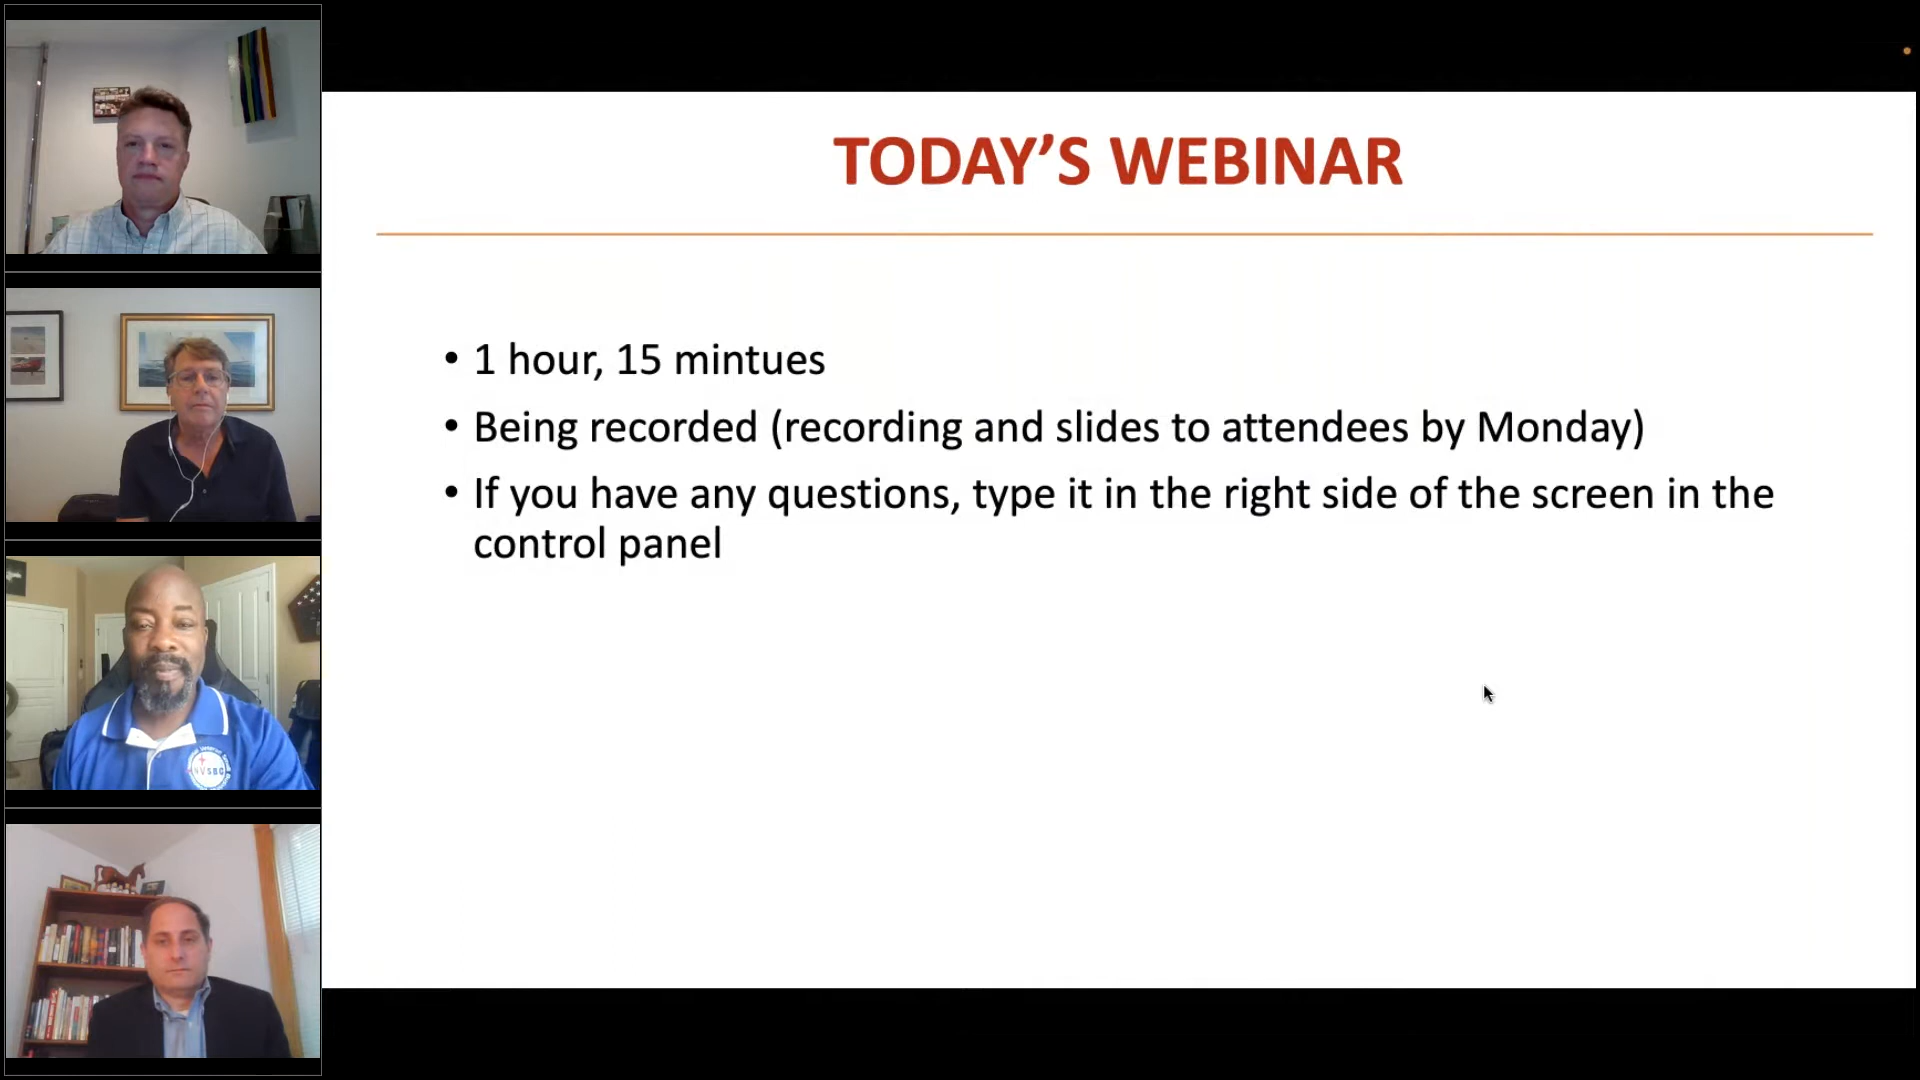 TODAY’S WEBINAR
• 1 hour, 15 mintues
• Being recorded (recording and slides to attendees by Monday)
• If you have any questions, type it in the right side of the screen in the
control panel
NVSBC